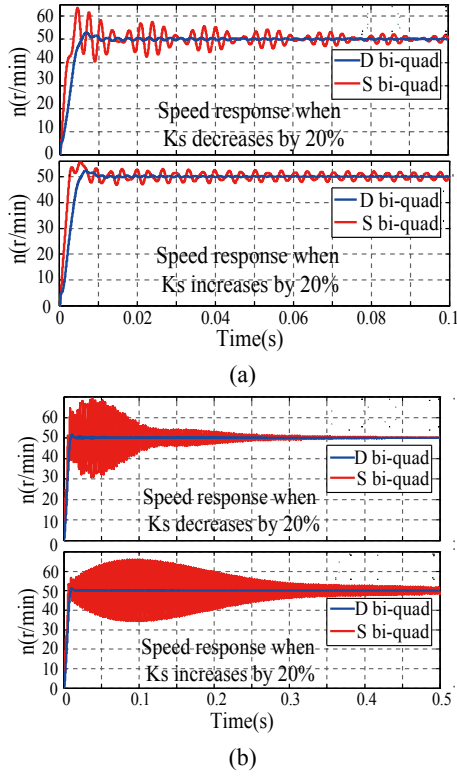 60
50
40
30
20
10
0
n(r/min)
D bi-quad
S bi-quad
Speed response when
Ks decreases by 20%
50
40
30
20
10
0
n(r/min)
D bi-quad
S bi-quad
Speed response when
Ks increases by 20%
0 0.02 0.04 0.06 0.08 0.1
Time(s)
(a)
60
50
40
30
20
10
0
n(r/min)
D bi-quad
S bi-quad
Speed response when
Ks decreases by 20%
60
50
40
30
20
10
0
n(r/min)
D bi-quad
S bi-quad
Speed response when
Ks increases by 20%
0 0.1 0.2 0.3 0.4 0.5
Time(s)
(b)